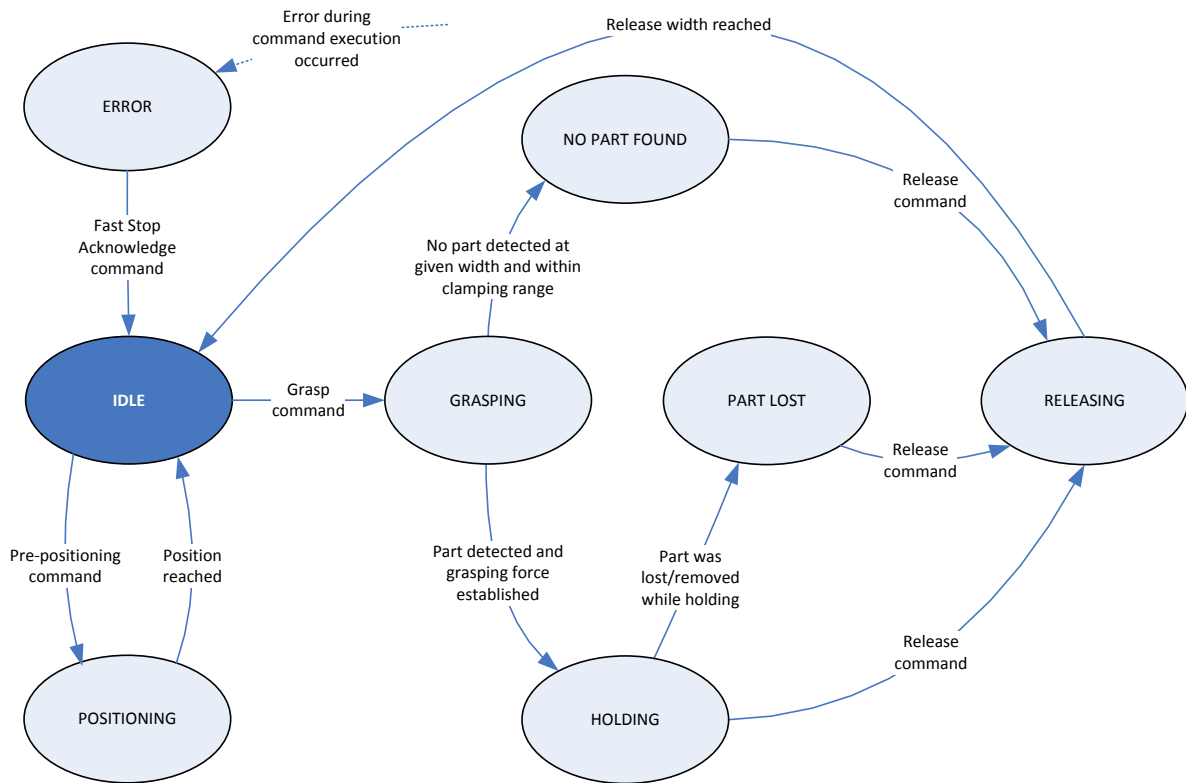 Error during
command execution
occurred
Release width reached
ERROR
NO PART FOUND
Release
command
Fast Stop
Acknowledge
command
No part detected at
given width and within
clamping range
IDLE
Grasp
command
GRASPING
PART LOST
RELEASING
Release
command
Pre-positioning
command
Position
reached
Part detected and
grasping force
established
Part was
lost/removed
while holding
Release
command
POSITIONING
HOLDING